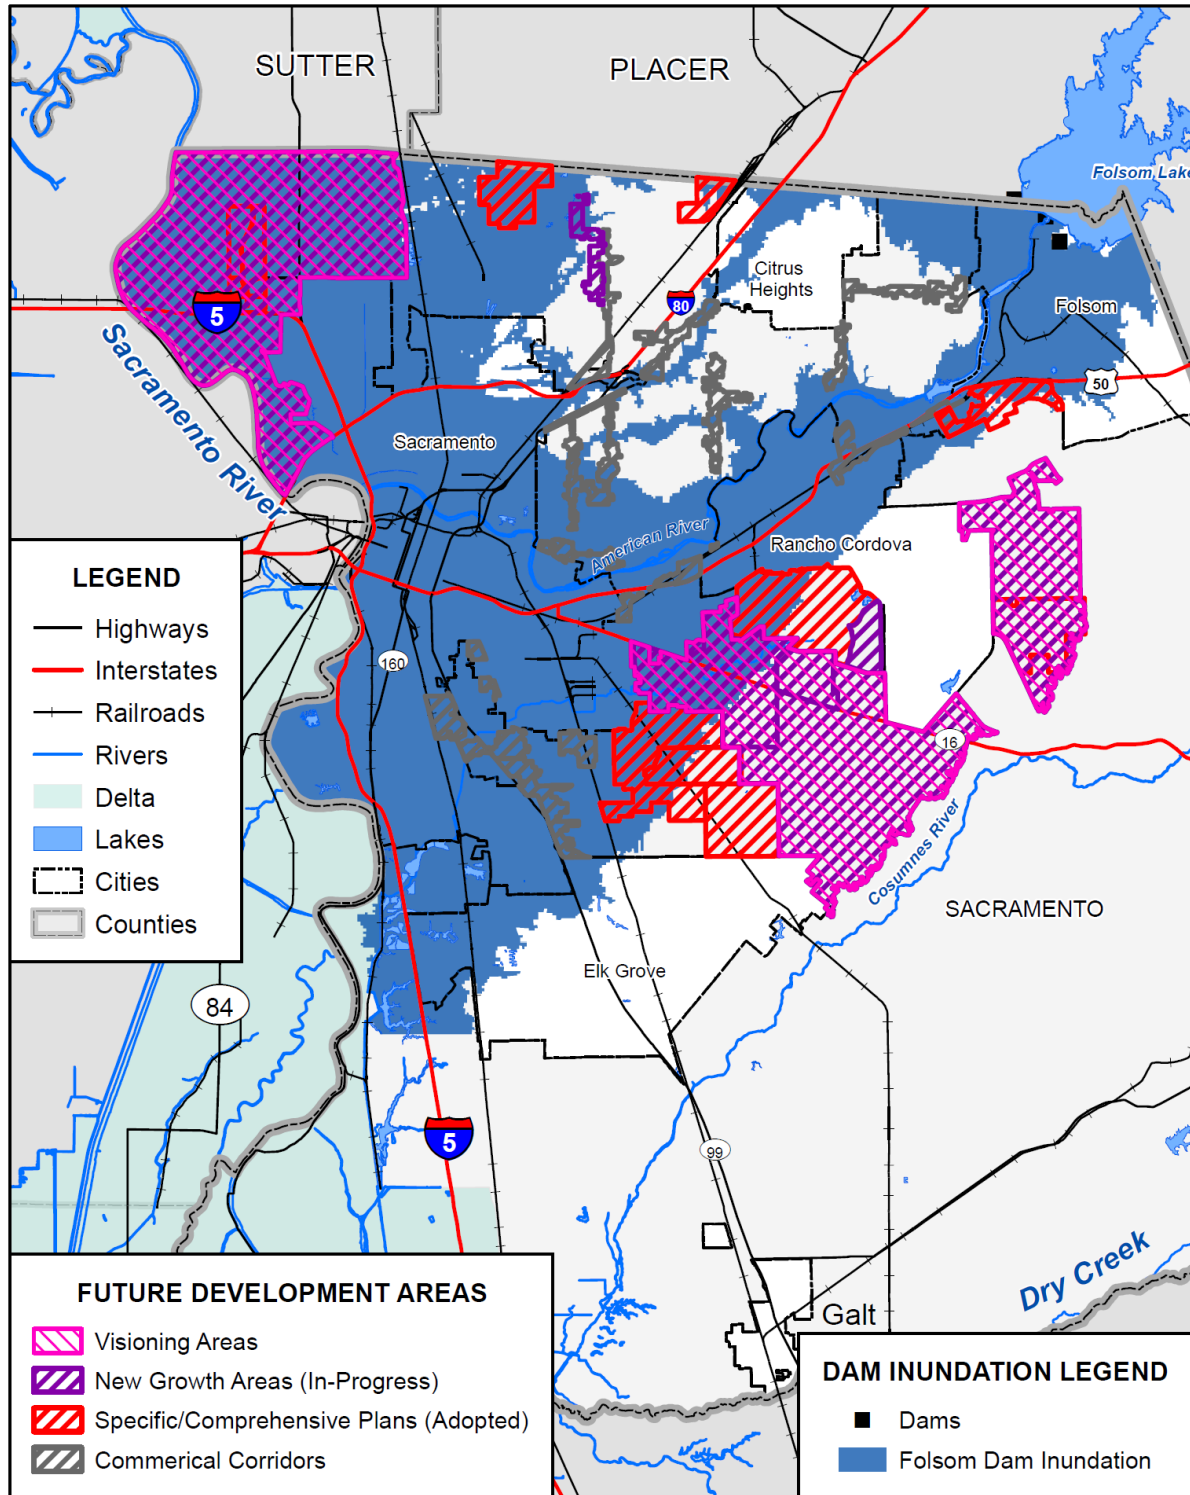 SUTTER
PLACER
Folsom Lake
Citrus
Heights
Folsom
5
80
50
Sacramento River
Sacramento
American River
Rancho Cordova
160
16
Cosumnes River
SACRAMENTO
Elk Grove
84
5
99
Dry Creek
Galt
LEGEND
Highways
Interstates
Railroads
Rivers
Delta
Lakes
Cities
Counties
FUTURE DEVELOPMENT AREAS
Visioning Areas
New Growth Areas (In-Progress)
Specific/Comprehensive Plans (Adopted)
Commerical Corridors
DAM INUNDATION LEGEND
Dams
Folsom Dam Inundation